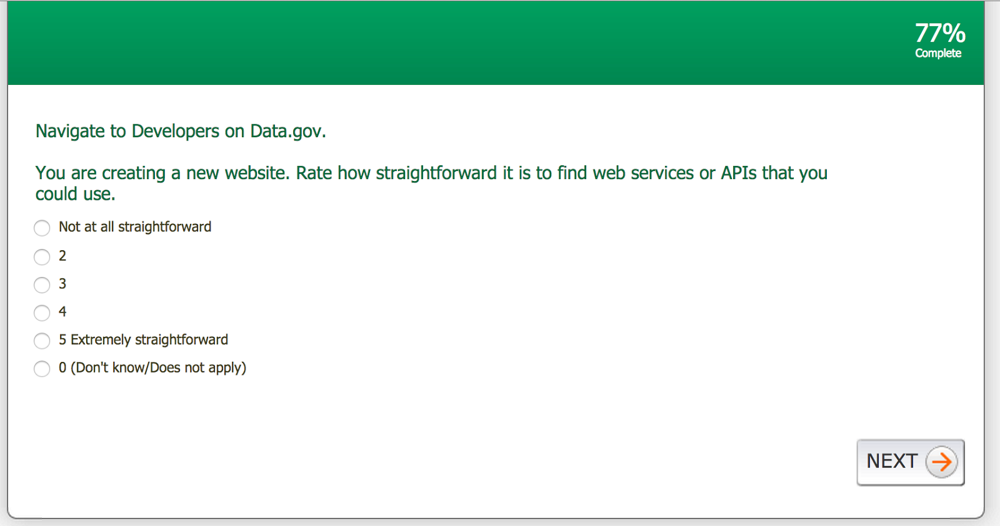 77%
Complete
Navigate to Developers on Data.gov.
You are creating a new website. Rate how straightforward it is to find web services or APIs that you
could use.
Not at all straightforward
2
3
4
5 Extremely straightforward
0 (Don't know/Does not apply)
NEXT